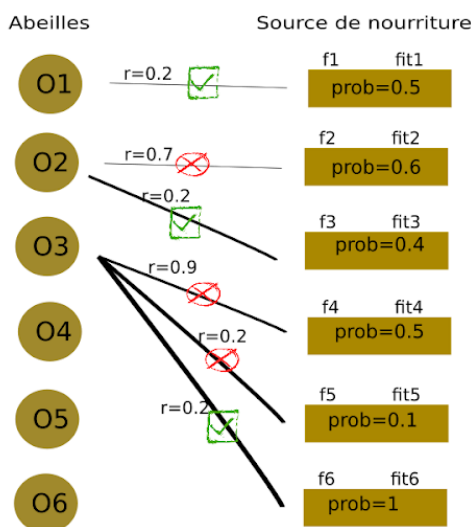 Abeilles Source de nourriture
f1 fit1
O1 r=0.2 prob=0.5
f2 fit2
O2 r=0.7 prob=0.6
r=0.2
f3 fit3
O3 prob=0.4
r=0.9
f4 fit4
O4 r=0.2 prob=0.5
f5 fit5
O5 r=0.2 prob=0.1
f6 fit6
O6 prob=1